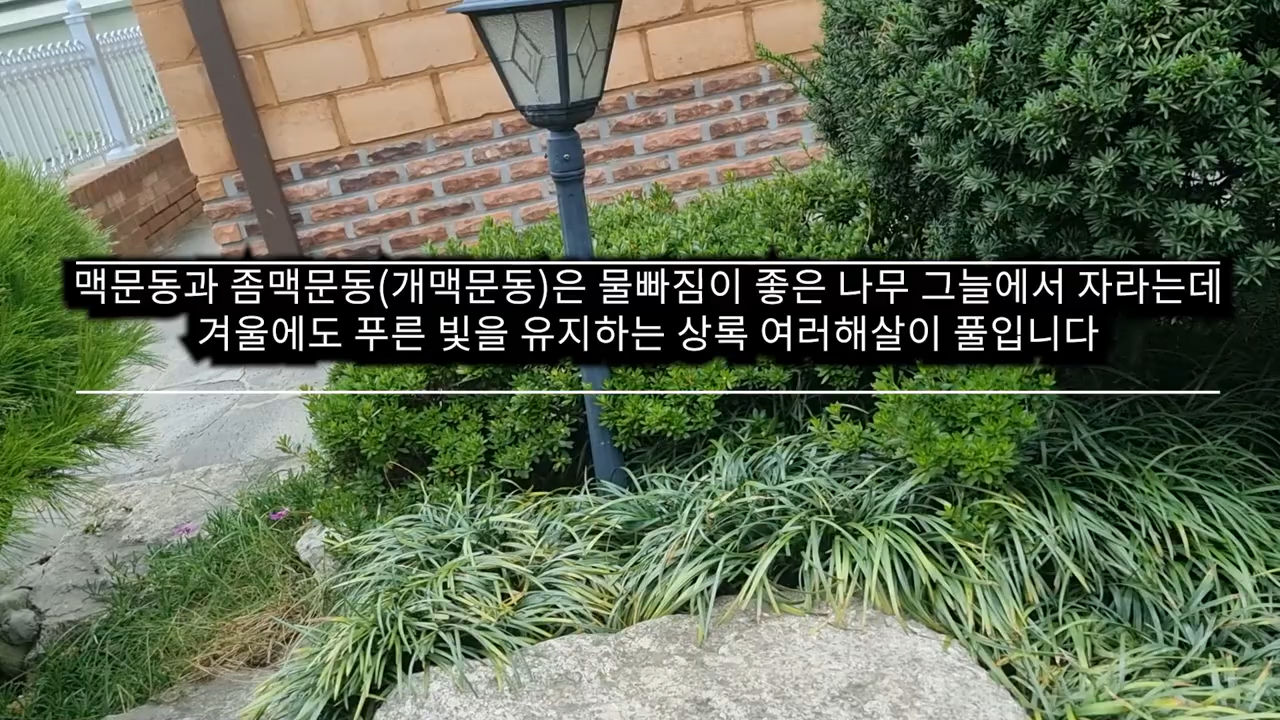 맥문동과 좀맥문동(개맥문동)은 물빠짐이 좋은 나무 그늘에서 자라는데
겨울에도 푸른 빛을 유지하는 상록 여러해살이 풀입니다